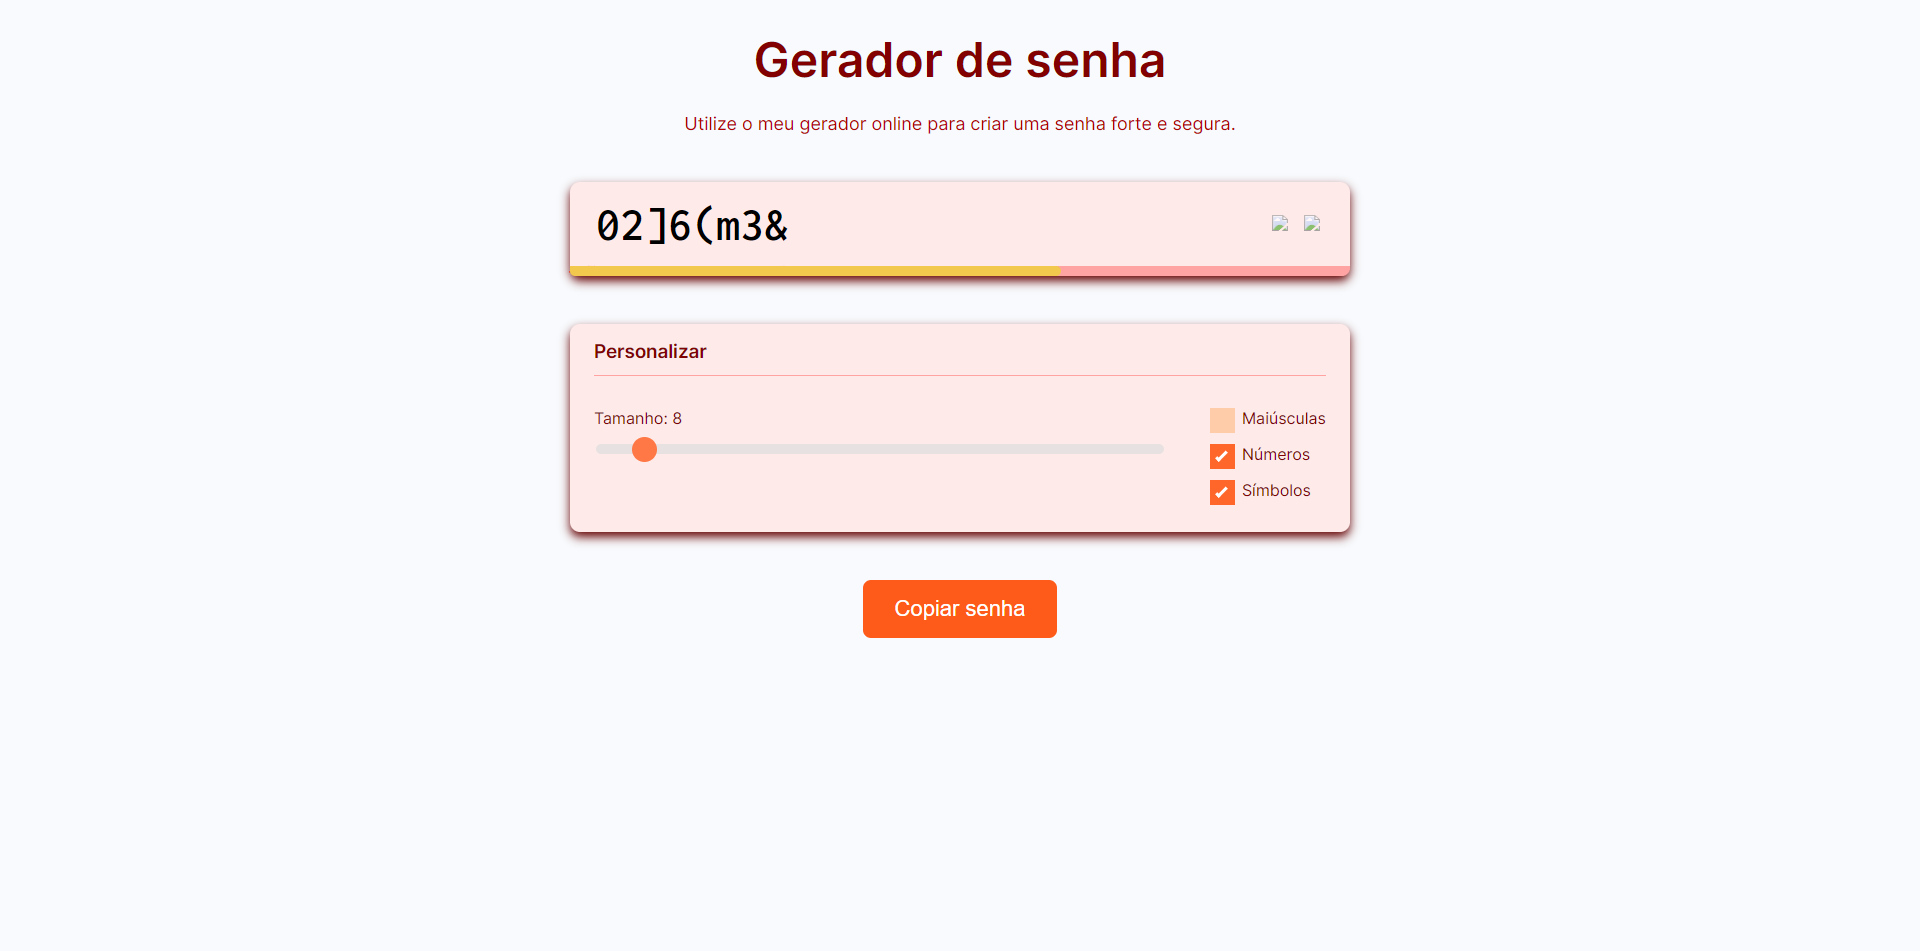 Gerador de senha
Utilize o meu gerador online para criar uma senha forte e segura.
02]6(m3&
Personalizar
Tamanho: 8
Maiúsculas
Números
Símbolos
Copiar senha